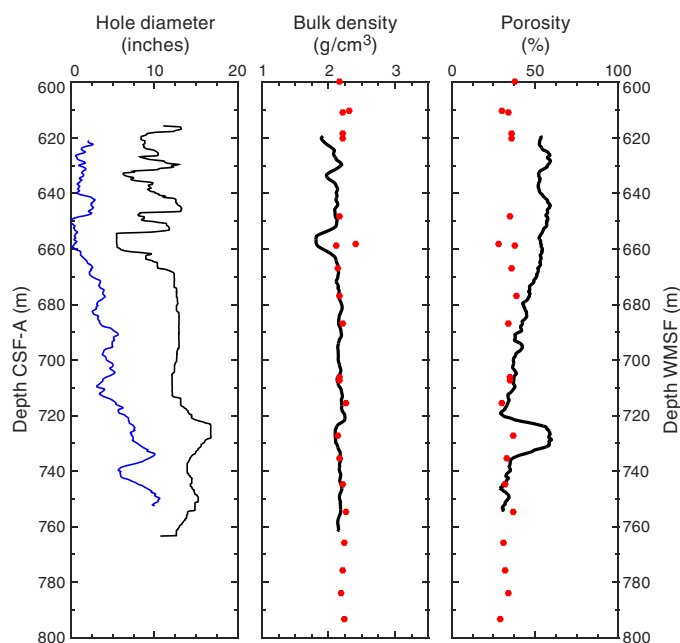 Hole diameter
(inches)
Bulk density
(g/cm3)
Porosity
(%)
0 10 20
1 2 3
0 50 100
600 600
620 620
640 640
660 660
680 680
700 700
720 720
740 740
760 760
780 780
800 800
Depth CSF-A (m)
Depth WMSF (m)